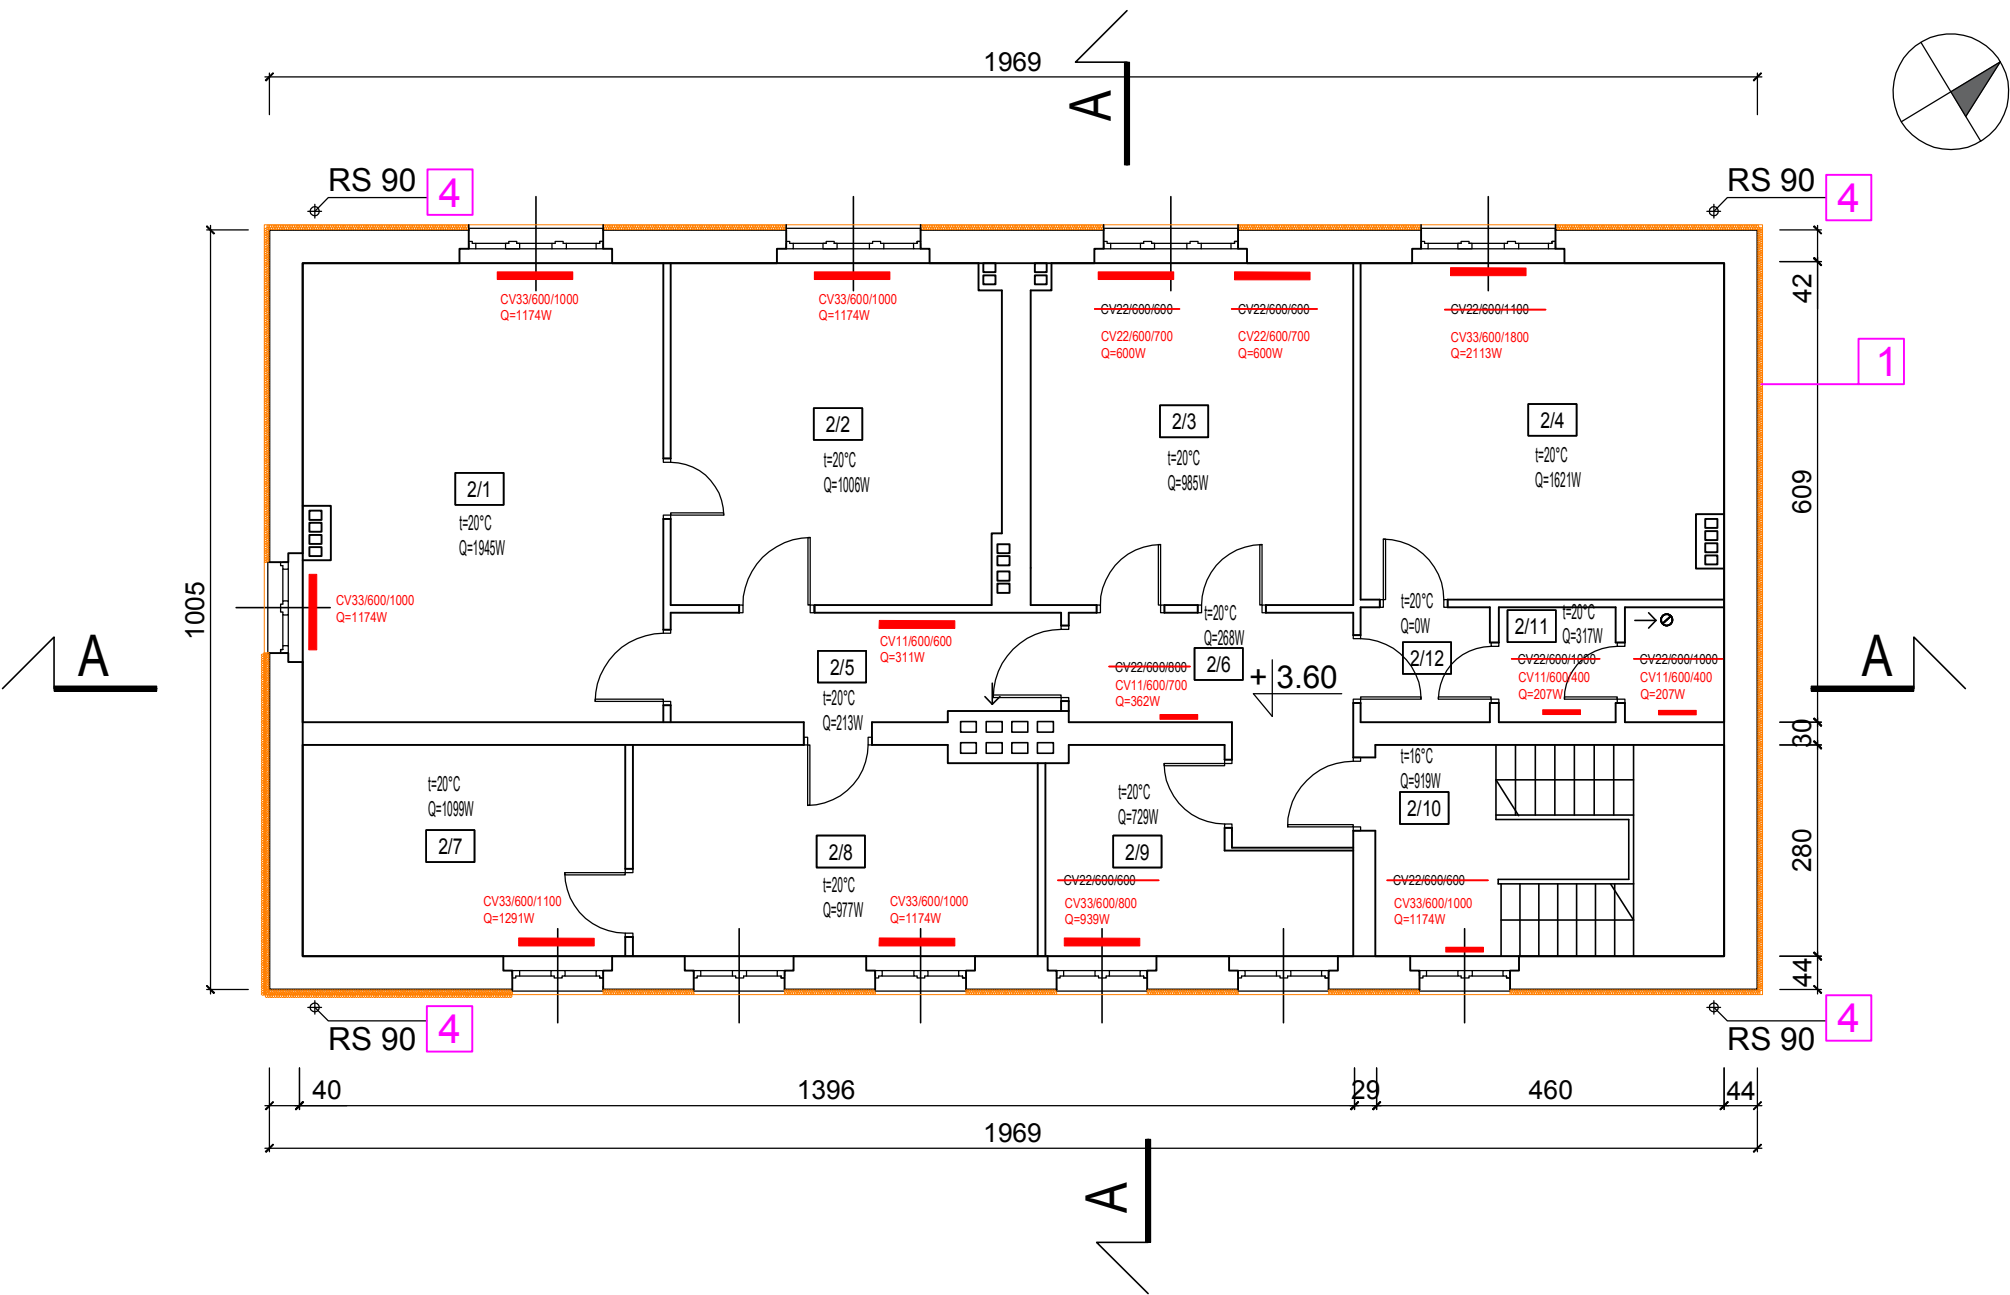 1969
A
RS 90
4
RS 90
4
CV33/600/1000
Q=1174W
CV33/600/1000
Q=1174W
CV22/600/600
CV22/600/700
Q=600W
CV22/600/600
CV22/600/700
Q=600W
CV22/600/1100
CV33/600/1800
Q=2113W
42
1
2/1
t=20°C
Q=1945W
2/2
t=20°C
Q=1006W
2/3
t=20°C
Q=985W
2/4
t=20°C
Q=1621W
609
1005
CV33/600/1000
Q=1174W
CV11/600/600
Q=311W
2/5
t=20°C
Q=213W
t=20°C
Q=268W
2/6
CV22/600/800
CV11/600/700
Q=362W
+3.60
t=20°C
Q=0W
2/12
2/11
t=20°C
Q=317W
CV22/600/1000
CV11/600/400
Q=207W
CV22/600/1000
CV11/600/400
Q=207W
A
A
30
t=20°C
Q=1099W
2/7
CV33/600/1100
Q=1291W
2/8
t=20°C
Q=977W
CV33/600/1000
Q=1174W
t=20°C
Q=729W
2/9
CV22/600/600
CV33/600/800
Q=939W
t=16°C
Q=919W
2/10
CV22/600/600
CV33/600/1000
Q=1174W
280
44
RS 90
4
RS 90
4
40
1396
29
460
44
1969
A